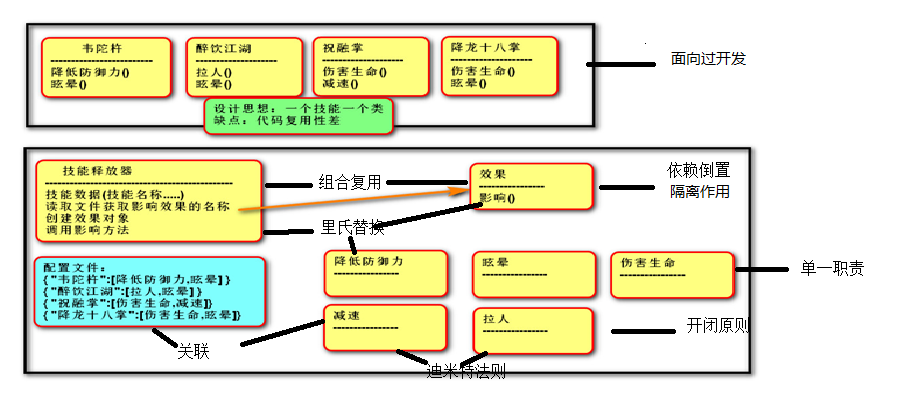 韦陀杵
降低防御力()
眩晕()
醉饮江湖
拉人()
眩晕()
祝融掌
伤害生命()
减速()
降龙十八掌
伤害生命()
眩晕()
面向过开发
设计思想：一个技能一个类
缺点：代码复用性差
技能释放器
技能数据(技能名称.....)
读取文件获取影响效果的名称
创建效果对象
调用影响方法
组合复用
效果
影响()
依赖倒置
隔离作用
里氏替换
配置文件：
{"韦陀杵":[降低防御力,眩晕]}
{"醉饮江湖":[拉人,眩晕]}
{"祝融掌":[伤害生命,减速]}
{"降龙十八掌":[伤害生命,眩晕]}
降低防御力
眩晕
伤害生命
单一职责
减速
拉人
开闭原则
关联
迪米特法则